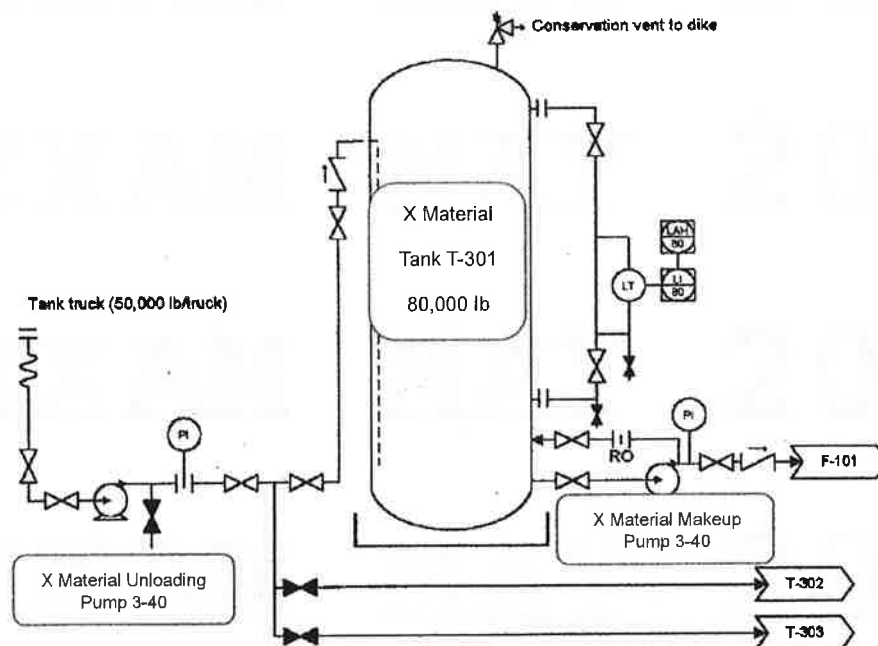 Conservation vent to dike
X Material
Tank T-301
80,000 lb
LAH
80
LT
LI
80
Tank truck (50,000 lb/truck)
PI
PI
RO
F-101
X Material Makeup
Pump 3-40
X Material Unloading
Pump 3-40
T-302
T-303